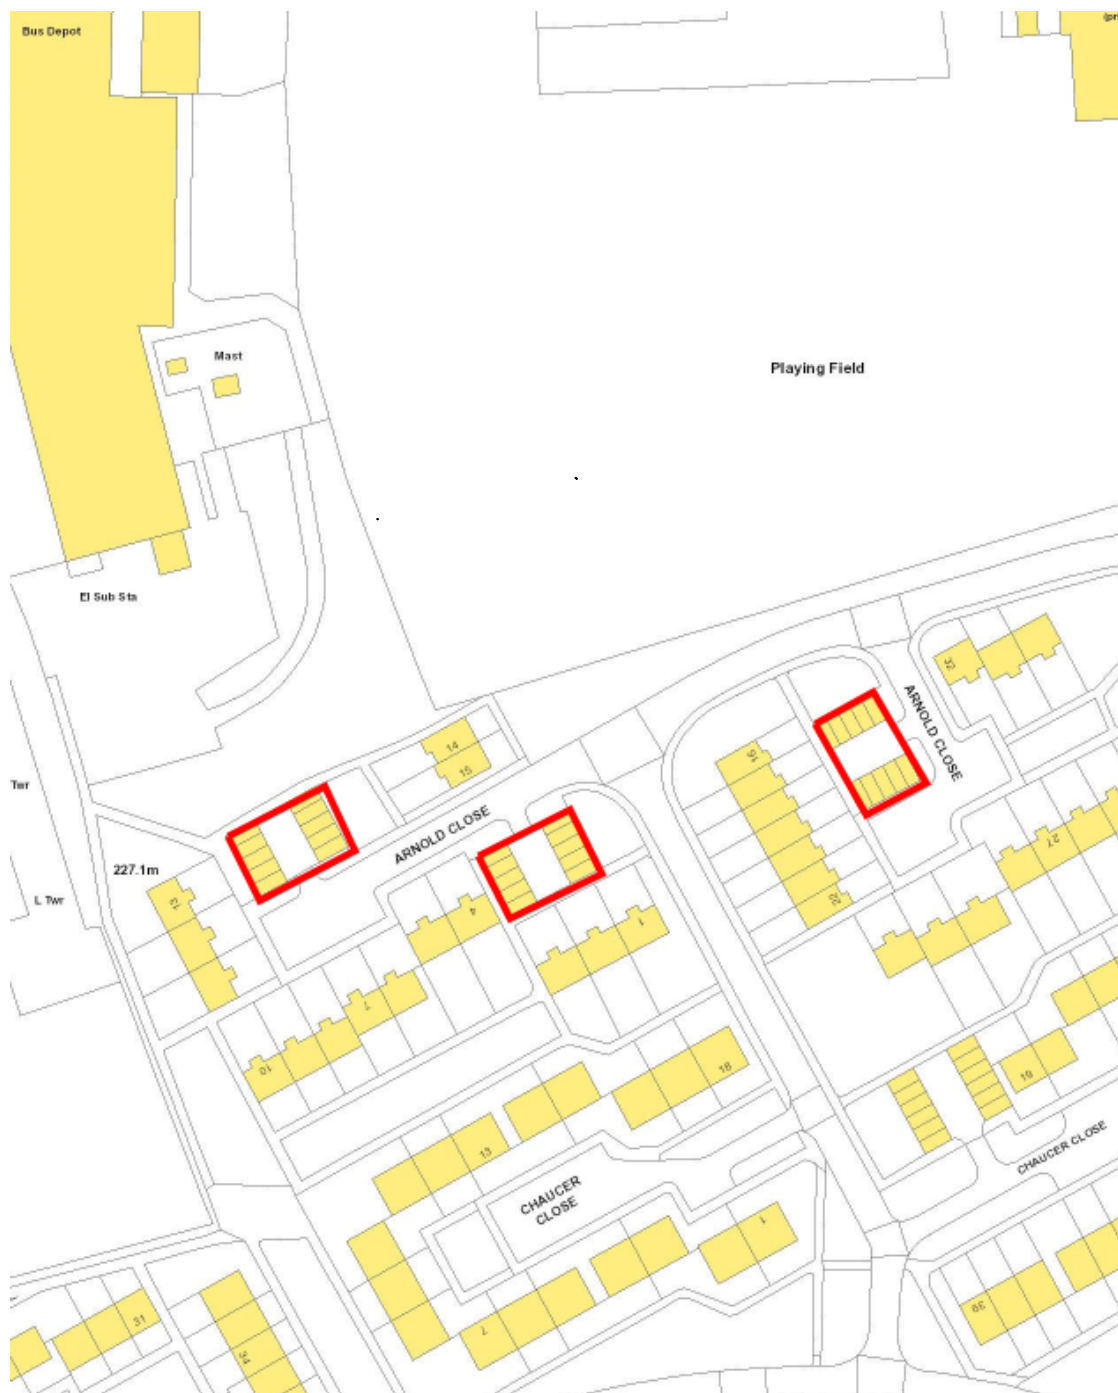 Bus Depot
(pr
Mast
Playing Field
El Sub Sta
32
ARNOLD CLOSE
14
15
16
Twr
ARNOLD CLOSE
227.1m
27
L Twr
13
4
1
22
7
10
18
19
13
CHAUCER CLOSE
CHAUCER
CLOSE
1
31
7
39
34